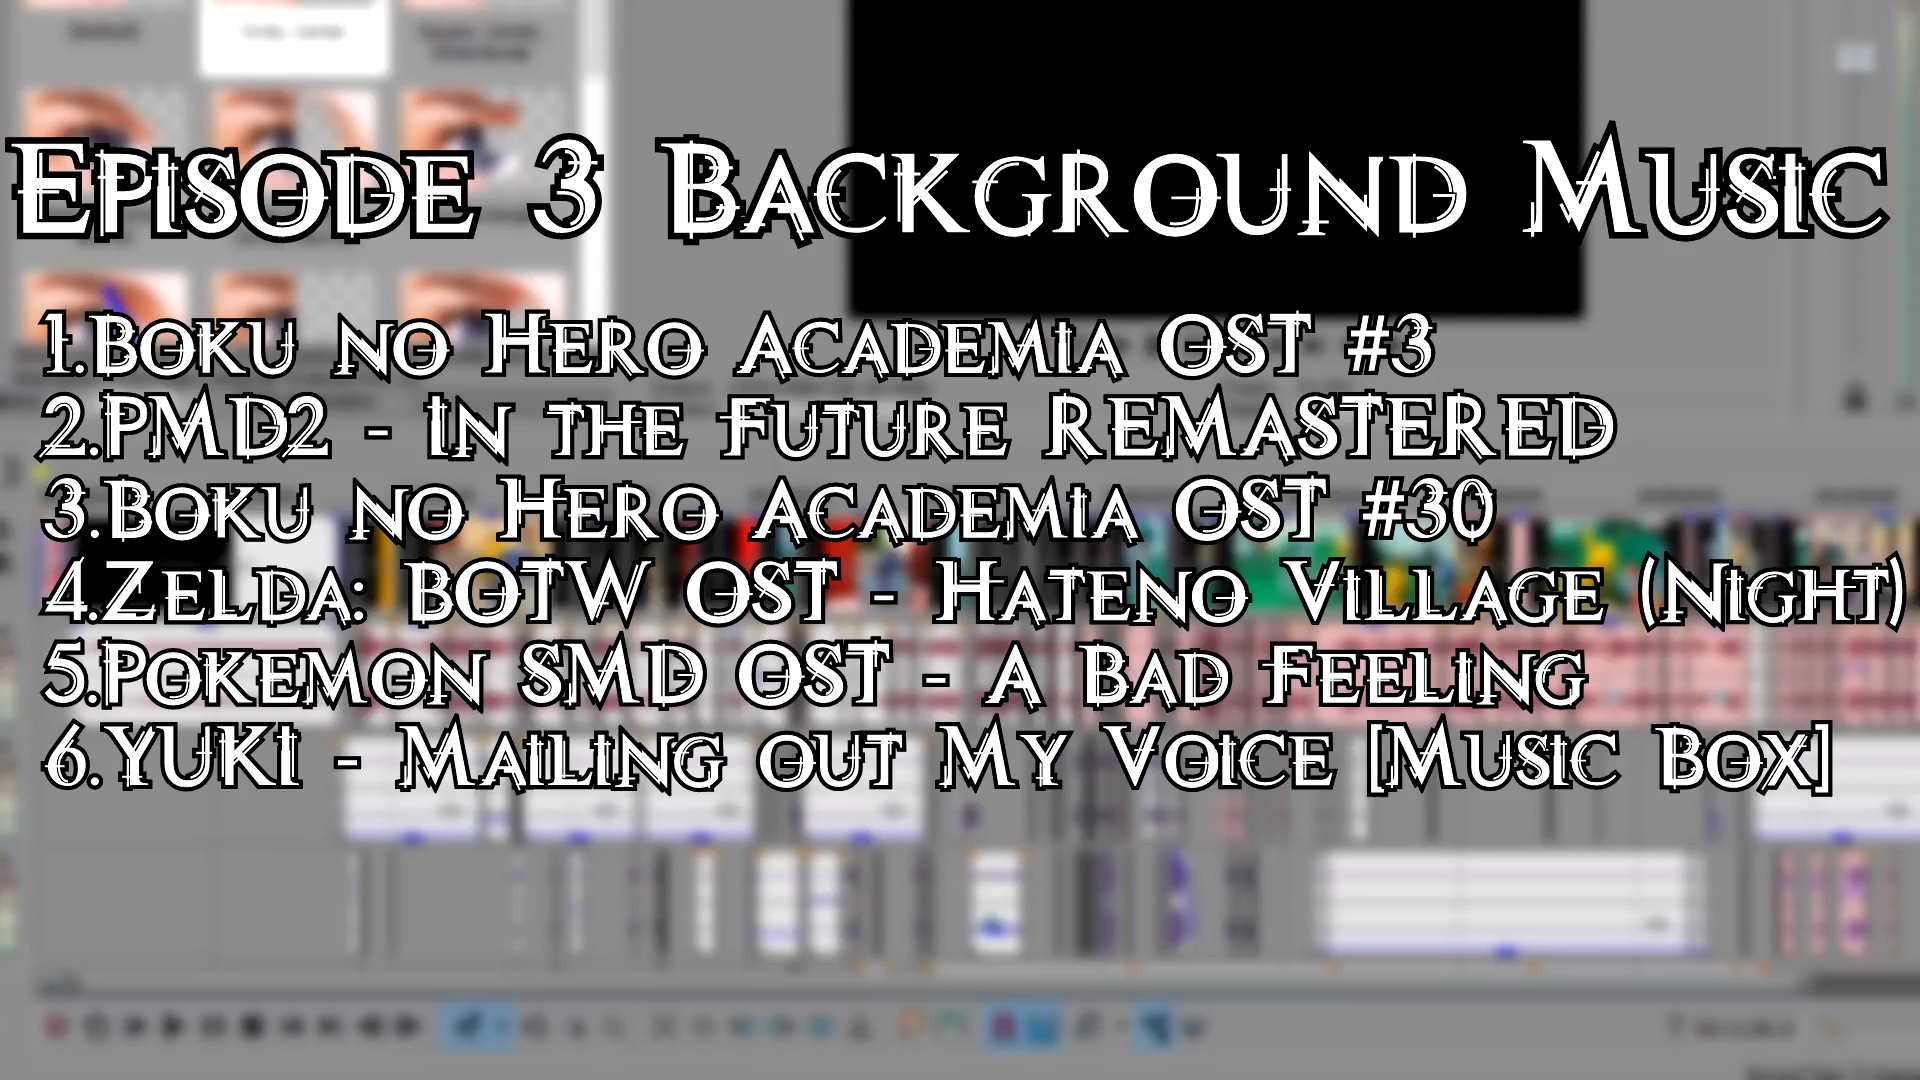 Episode 3 Background Music
1.Boku no Hero Academia OST #3
2.PMD2 - In the Future REMASTERED
3.Boku no Hero Academia OST #30
4.Zelda: BOTW OST - Hateno Village (Night)
5.Pokemon SMD OST - A Bad Feeling
6.YUKI - Mailing out My Voice [Music Box]